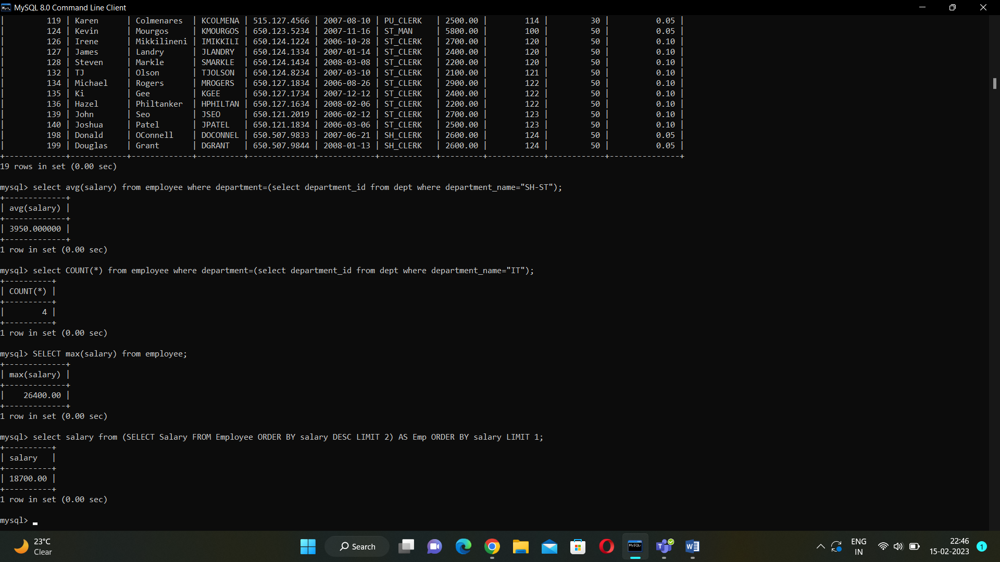 MySQL 8.0 Command Line Client
| 119 | Karen | Colmenares | KCOLMENA | 515.127.4566 | 2007-08-10 | PU_CLERK | 2500.00 | 114 | 30 | 0.05 |
| 124 | Kevin | Mourgos | KMOURGOS | 650.123.5234 | 2007-11-16 | ST_MAN | 5800.00 | 100 | 50 | 0.05 |
| 126 | Irene | Mikkilineni | IMIKKILI | 650.124.1224 | 2006-10-28 | ST_CLERK | 2700.00 | 120 | 50 | 0.10 |
| 127 | James | Landry | JLANDRY | 650.124.1334 | 2007-01-14 | ST_CLERK | 2400.00 | 120 | 50 | 0.10 |
| 128 | Steven | Markle | SMARKLE | 650.124.1434 | 2008-03-08 | ST_CLERK | 2200.00 | 120 | 50 | 0.10 |
| 132 | TJ | Olson | TJOLSON | 650.124.8234 | 2007-03-10 | ST_CLERK | 2100.00 | 121 | 50 | 0.10 |
| 134 | Michael | Rogers | MROGERS | 650.127.1834 | 2006-08-26 | ST_CLERK | 2900.00 | 122 | 50 | 0.10 |
| 135 | Ki | Gee | KGEE | 650.127.1734 | 2007-12-12 | ST_CLERK | 2400.00 | 122 | 50 | 0.10 |
| 136 | Hazel | Philtanker | HPHILTAN | 650.127.1634 | 2008-02-06 | ST_CLERK | 2200.00 | 122 | 50 | 0.10 |
| 139 | John | Seo | JSEO | 650.121.2019 | 2006-02-12 | ST_CLERK | 2700.00 | 123 | 50 | 0.10 |
| 140 | Joshua | Patel | JPATEL | 650.121.1834 | 2006-03-06 | ST_CLERK | 2500.00 | 123 | 50 | 0.10 |
| 198 | Donald | OConnell | DOCONNEL | 650.507.9833 | 2007-06-21 | SH_CLERK | 2600.00 | 124 | 50 | 0.05 |
| 199 | Douglas | Grant | DGRANT | 650.507.9844 | 2008-01-13 | SH_CLERK | 2600.00 | 124 | 50 | 0.05 |
+-------------+------------+-------------+----------+--------------+------------+------------+---------+------------+------------+---------------+
19 rows in set (0.00 sec)
mysql> select avg(salary) from employee where department=(select department_id from dept where department_name="SH-ST");
+-------------+
| avg(salary) |
+-------------+
| 3950.000000 |
+-------------+
1 row in set (0.00 sec)
mysql> select COUNT(*) from employee where department=(select department_id from dept where department_name="IT");
+----------+
| COUNT(*) |
+----------+
| 4 |
+----------+
1 row in set (0.00 sec)
mysql> SELECT max(salary) from employee;
+-------------+
| max(salary) |
+-------------+
| 26400.00 |
+-------------+
1 row in set (0.00 sec)
mysql> select salary from (SELECT Salary FROM Employee ORDER BY salary DESC LIMIT 2) AS Emp ORDER BY salary LIMIT 1;
+----------+
| salary |
+----------+
| 18700.00 |
+----------+
1 row in set (0.00 sec)
mysql>
23°C
Clear
Search
ENG
IN
22:46
15-02-2023
1